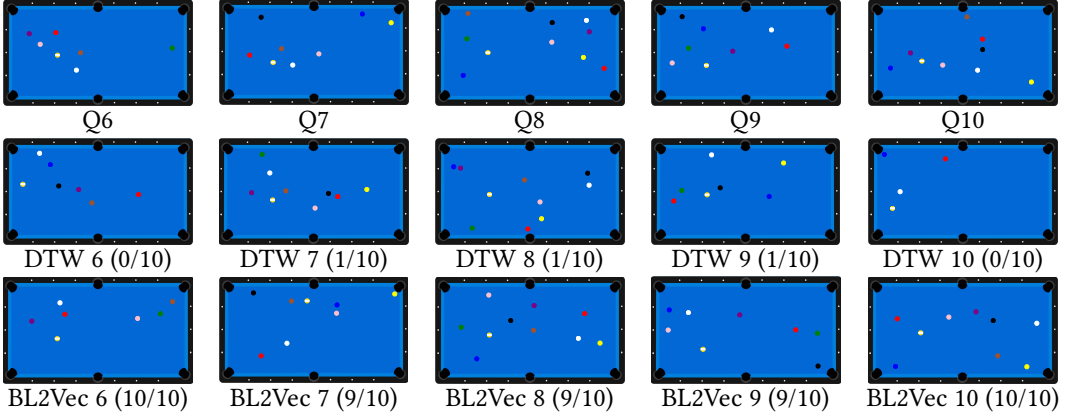 Q6 Q7 Q8 Q9 Q10
DTW 6 (0/10) DTW 7 (1/10) DTW 8 (1/10) DTW 9 (1/10) DTW 10 (0/10)
BL2Vec 6 (10/10) BL2Vec 7 (9/10) BL2Vec 8 (9/10) BL2Vec 9 (9/10) BL2Vec 10 (10/10)